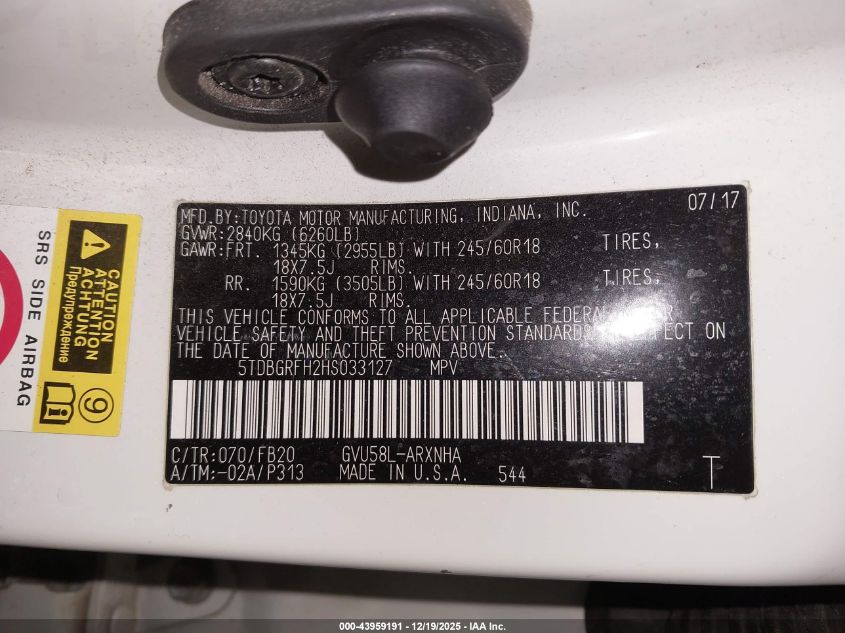 MFD.BY:TOYOTA MOTOR MANUFACTURING, INDIANA, INC. 07/17
GVWR:2840KG (6260LB)
GAWR:FRT. 1345KG (2955LB) WITH 245/60R18 TIRES,
18X7.5J RIMS.
RR. 1590KG (3505LB) WITH 245/60R18 TIRES,
18X7.5J RIMS.
THIS VEHICLE CONFORMS TO ALL APPLICABLE FEDERAL MOTOR
VEHICLE SAFETY AND THEFT PREVENTION STANDARDS IN EFFECT ON
THE DATE OF MANUFACTURE SHOWN ABOVE.
5TDBGRFH2HS033127 MPV
C/TR:070/FB20 GVU58L-ARXNHA
A/TM:-02A/P313 MADE IN U.S.A. 544 T
SRS SIDE AIRBAG
CAUTION
ATTENTION
ACHTUNG
Предупреждение
9
000-43959191 - 12/19/2025 - IAA Inc.